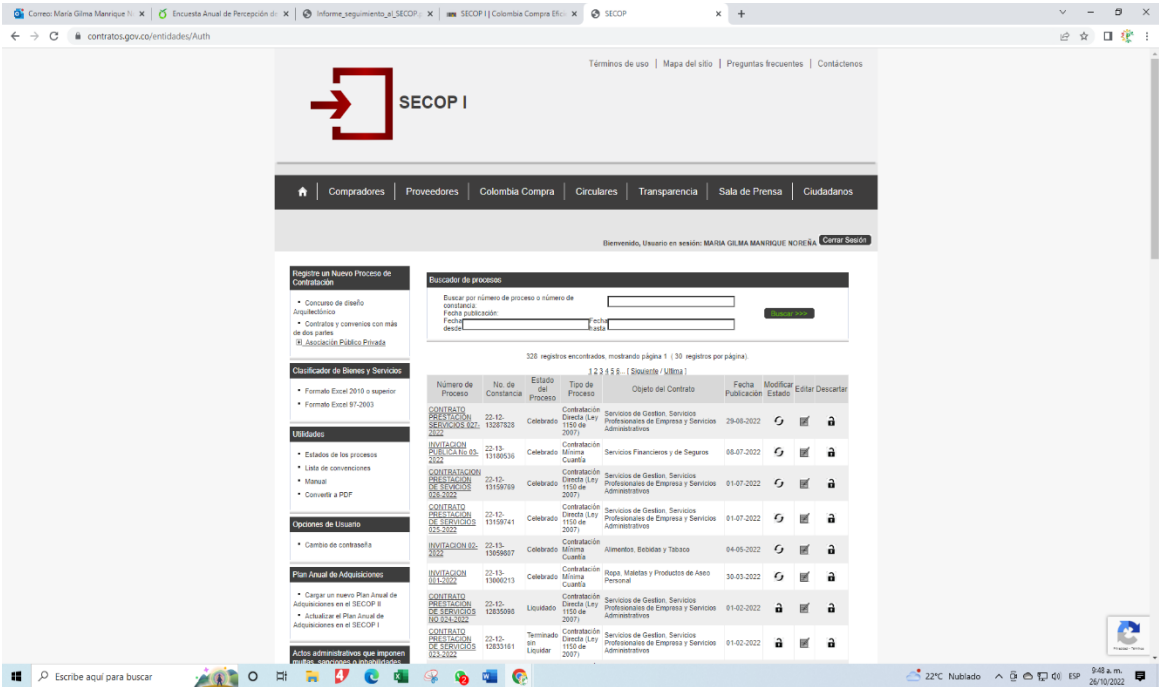 Correo: Maria Gilma Manrique N
Encuesta Anual de Percepción de
Informe_seguimiento_al_SECOP
SECOP I | Colombia Compra Efic
SECOP
contratos.gov.co/entidades/Auth
Términos de uso | Mapa del sitio | Preguntas frecuentes | Contáctenos
SECOP I
Compradores | Proveedores | Colombia Compra | Circulares | Transparencia | Sala de Prensa | Ciudadanos
Bienvenido, Usuario en sesión: MARIA GILMA MANRIQUE NOREÑA Cerrar Sesión
Registre un Nuevo Proceso de
Contratación
• Concurso de diseño
Arquitectónico
• Contratos y convenios con más
de dos partes
Asociación Público Privada
Clasificador de Bienes y Servicios
• Formato Excel 2010 o superior
• Formato Excel 97-2003
Utilidades
• Estados de los procesos
• Lista de convenciones
• Manual
• Convertir a PDF
Opciones de Usuario
• Cambio de contraseña
Plan Anual de Adquisiciones
• Cargar un nuevo Plan Anual de
Adquisiciones en el SECOP II
• Actualizar el Plan Anual de
Adquisiciones en el SECOP I
Actos administrativos que imponen
multas, sanciones o inhabilidades
Buscador de procesos
Buscar por número de proceso o número de
constancia:
Fecha publicación:
Fecha
desde
Fecha
hasta
Buscar >>>
328 registros encontrados, mostrando página 1 ( 30 registros por página).
1 2 3 4 5 6 .. [ Siguiente / Ultima ]
Número de
Proceso
No. de
Constancia
Estado
del
Proceso
Tipo de
Proceso
Objeto del Contrato
Fecha
Publicación
Modificar
Estado
Editar
Descartar
CONTRATO
PRESTACIÓN
SERVICIOS 027-
2022
22-12-
13287828
Celebrado
Contratación
Directa (Ley
1150 de
2007)
Servicios de Gestion, Servicios
Profesionales de Empresa y Servicios
Administrativos
29-08-2022
INVITACION
PUBLICA No 05-
2022
22-13-
13180536
Celebrado
Contratación
Mínima
Cuantía
Servicios Financieros y de Seguros
08-07-2022
CONTRATACION
PRESTACION
DE SEVICIOS
026-2022
22-12-
13159769
Celebrado
Contratación
Directa (Ley
1150 de
2007)
Servicios de Gestion, Servicios
Profesionales de Empresa y Servicios
Administrativos
01-07-2022
CONTRATO
PRESTACION
DE SERVICIOS
025-2022
22-12-
13159741
Celebrado
Contratación
Directa (Ley
1150 de
2007)
Servicios de Gestion, Servicios
Profesionales de Empresa y Servicios
Administrativos
01-07-2022
INVITACION 02-
2022
22-13-
13059807
Celebrado
Contratación
Mínima
Cuantía
Alimentos, Bebidas y Tabaco
04-05-2022
INVITACION
001-2022
22-13-
13000213
Celebrado
Contratación
Mínima
Cuantía
Ropa, Maletas y Productos de Aseo
Personal
30-03-2022
CONTRATO
PRESTACION
DE SERVICIOS
NO 024-2022
22-12-
12835098
Liquidado
Contratación
Directa (Ley
1150 de
2007)
Servicios de Gestion, Servicios
Profesionales de Empresa y Servicios
Administrativos
01-02-2022
CONTRATO
PRESTACION
DE SERVICIOS
023-2022
22-12-
12833161
Terminado
sin
Liquidar
Contratación
Directa (Ley
1150 de
2007)
Servicios de Gestion, Servicios
Profesionales de Empresa y Servicios
Administrativos
01-02-2022
Escribe aquí para buscar
22°C Nublado
ESP
9:48 a. m.
26/10/2022